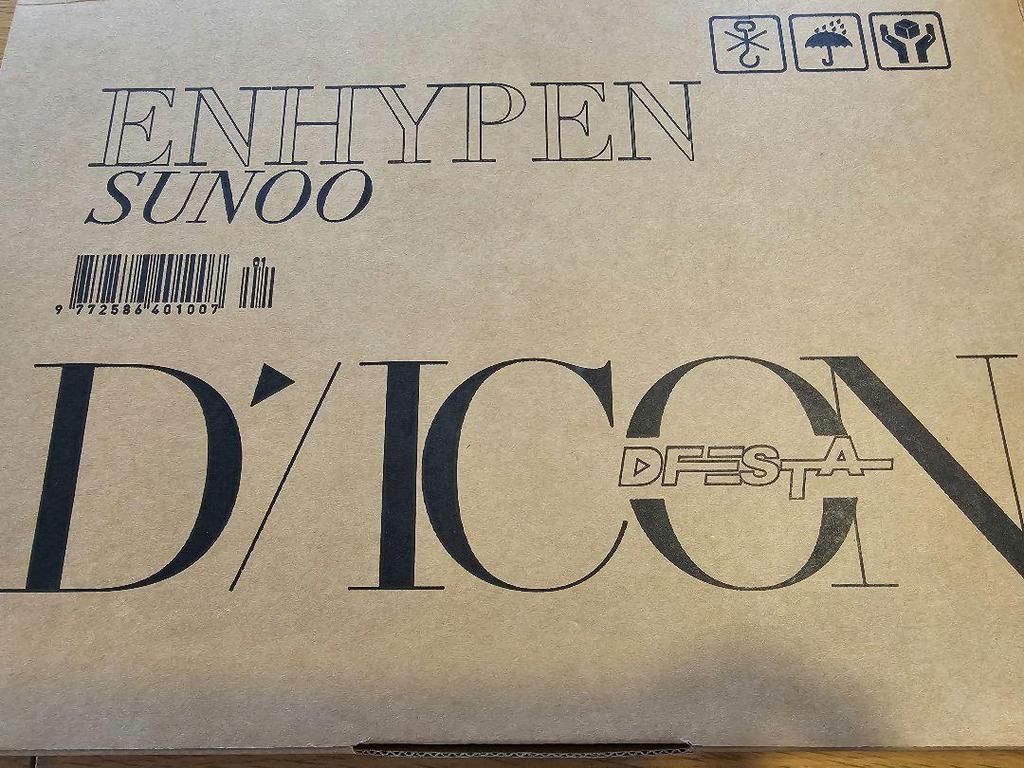 ENHYPEN
SUNOO
01
9 772586 401007
D'/ICON
DFESTA